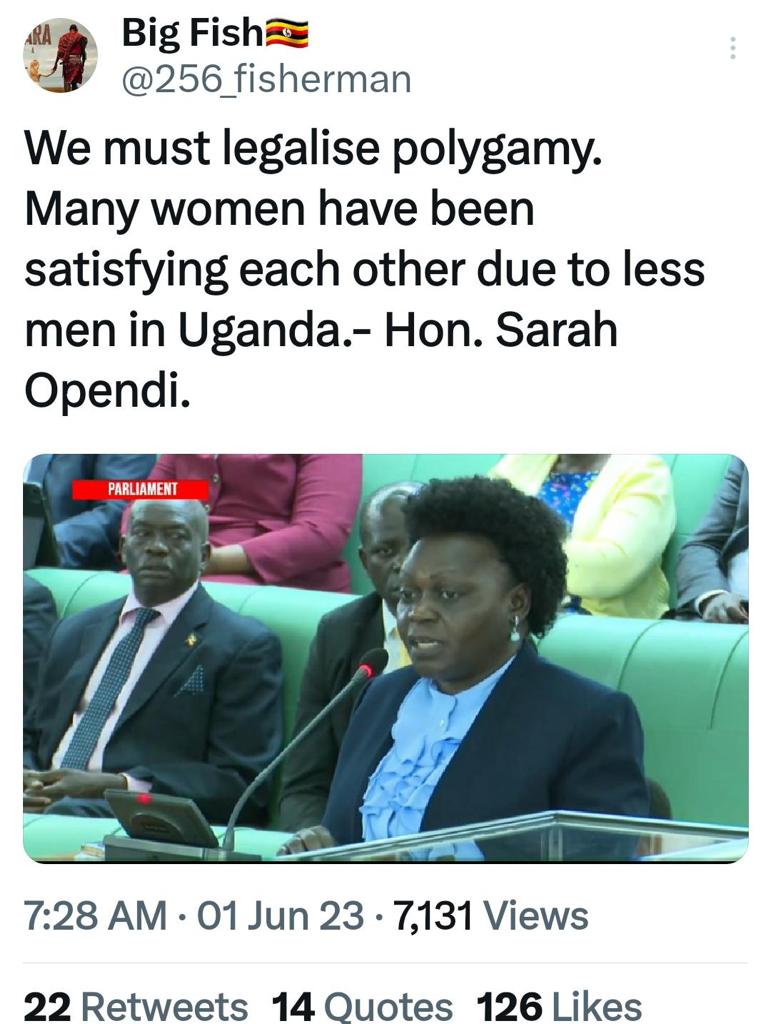 ARA
Big Fish🇺🇬
@256_fisherman
We must legalise polygamy.
Many women have been
satisfying each other due to less
men in Uganda.- Hon. Sarah
Opendi.
PARLIAMENT
7:28 AM · 01 Jun 23 · 7,131 Views
22 Retweets 14 Quotes 126 Likes